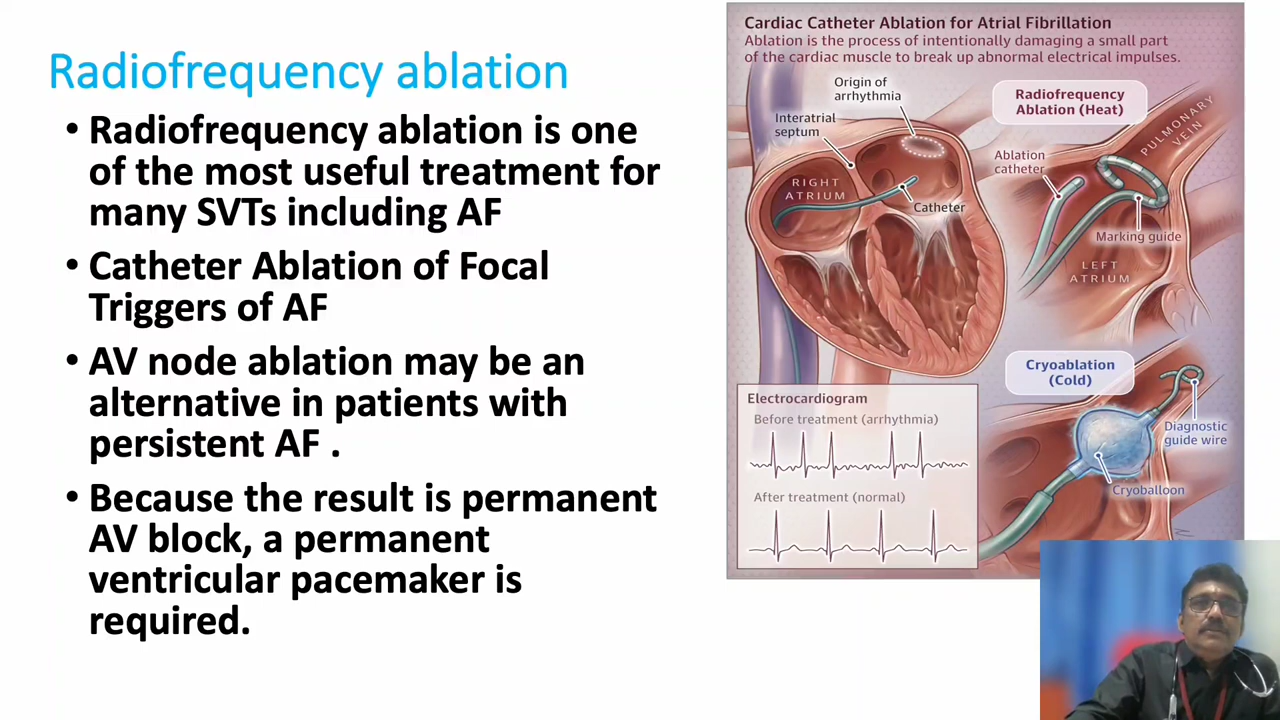 Radiofrequency ablation
• Radiofrequency ablation is one
of the most useful treatment for
many SVTs including AF
• Catheter Ablation of Focal
Triggers of AF
• AV node ablation may be an
alternative in patients with
persistent AF .
• Because the result is permanent
AV block, a permanent
ventricular pacemaker is
required.
Cardiac Catheter Ablation for Atrial Fibrillation
Ablation is the process of intentionally damaging a small part
of the cardiac muscle to break up abnormal electrical impulses.
Origin of
arrhythmia
Interatrial
septum
RIGHT
ATRIUM
Catheter
Radiofrequency
Ablation (Heat)
PULMONARY
VEIN
Ablation
catheter
Marking guide
LEFT
ATRIUM
Cryoablation
(Cold)
Diagnostic
guide wire
Cryoballoon
Electrocardiogram
Before treatment (arrhythmia)
After treatment (normal)